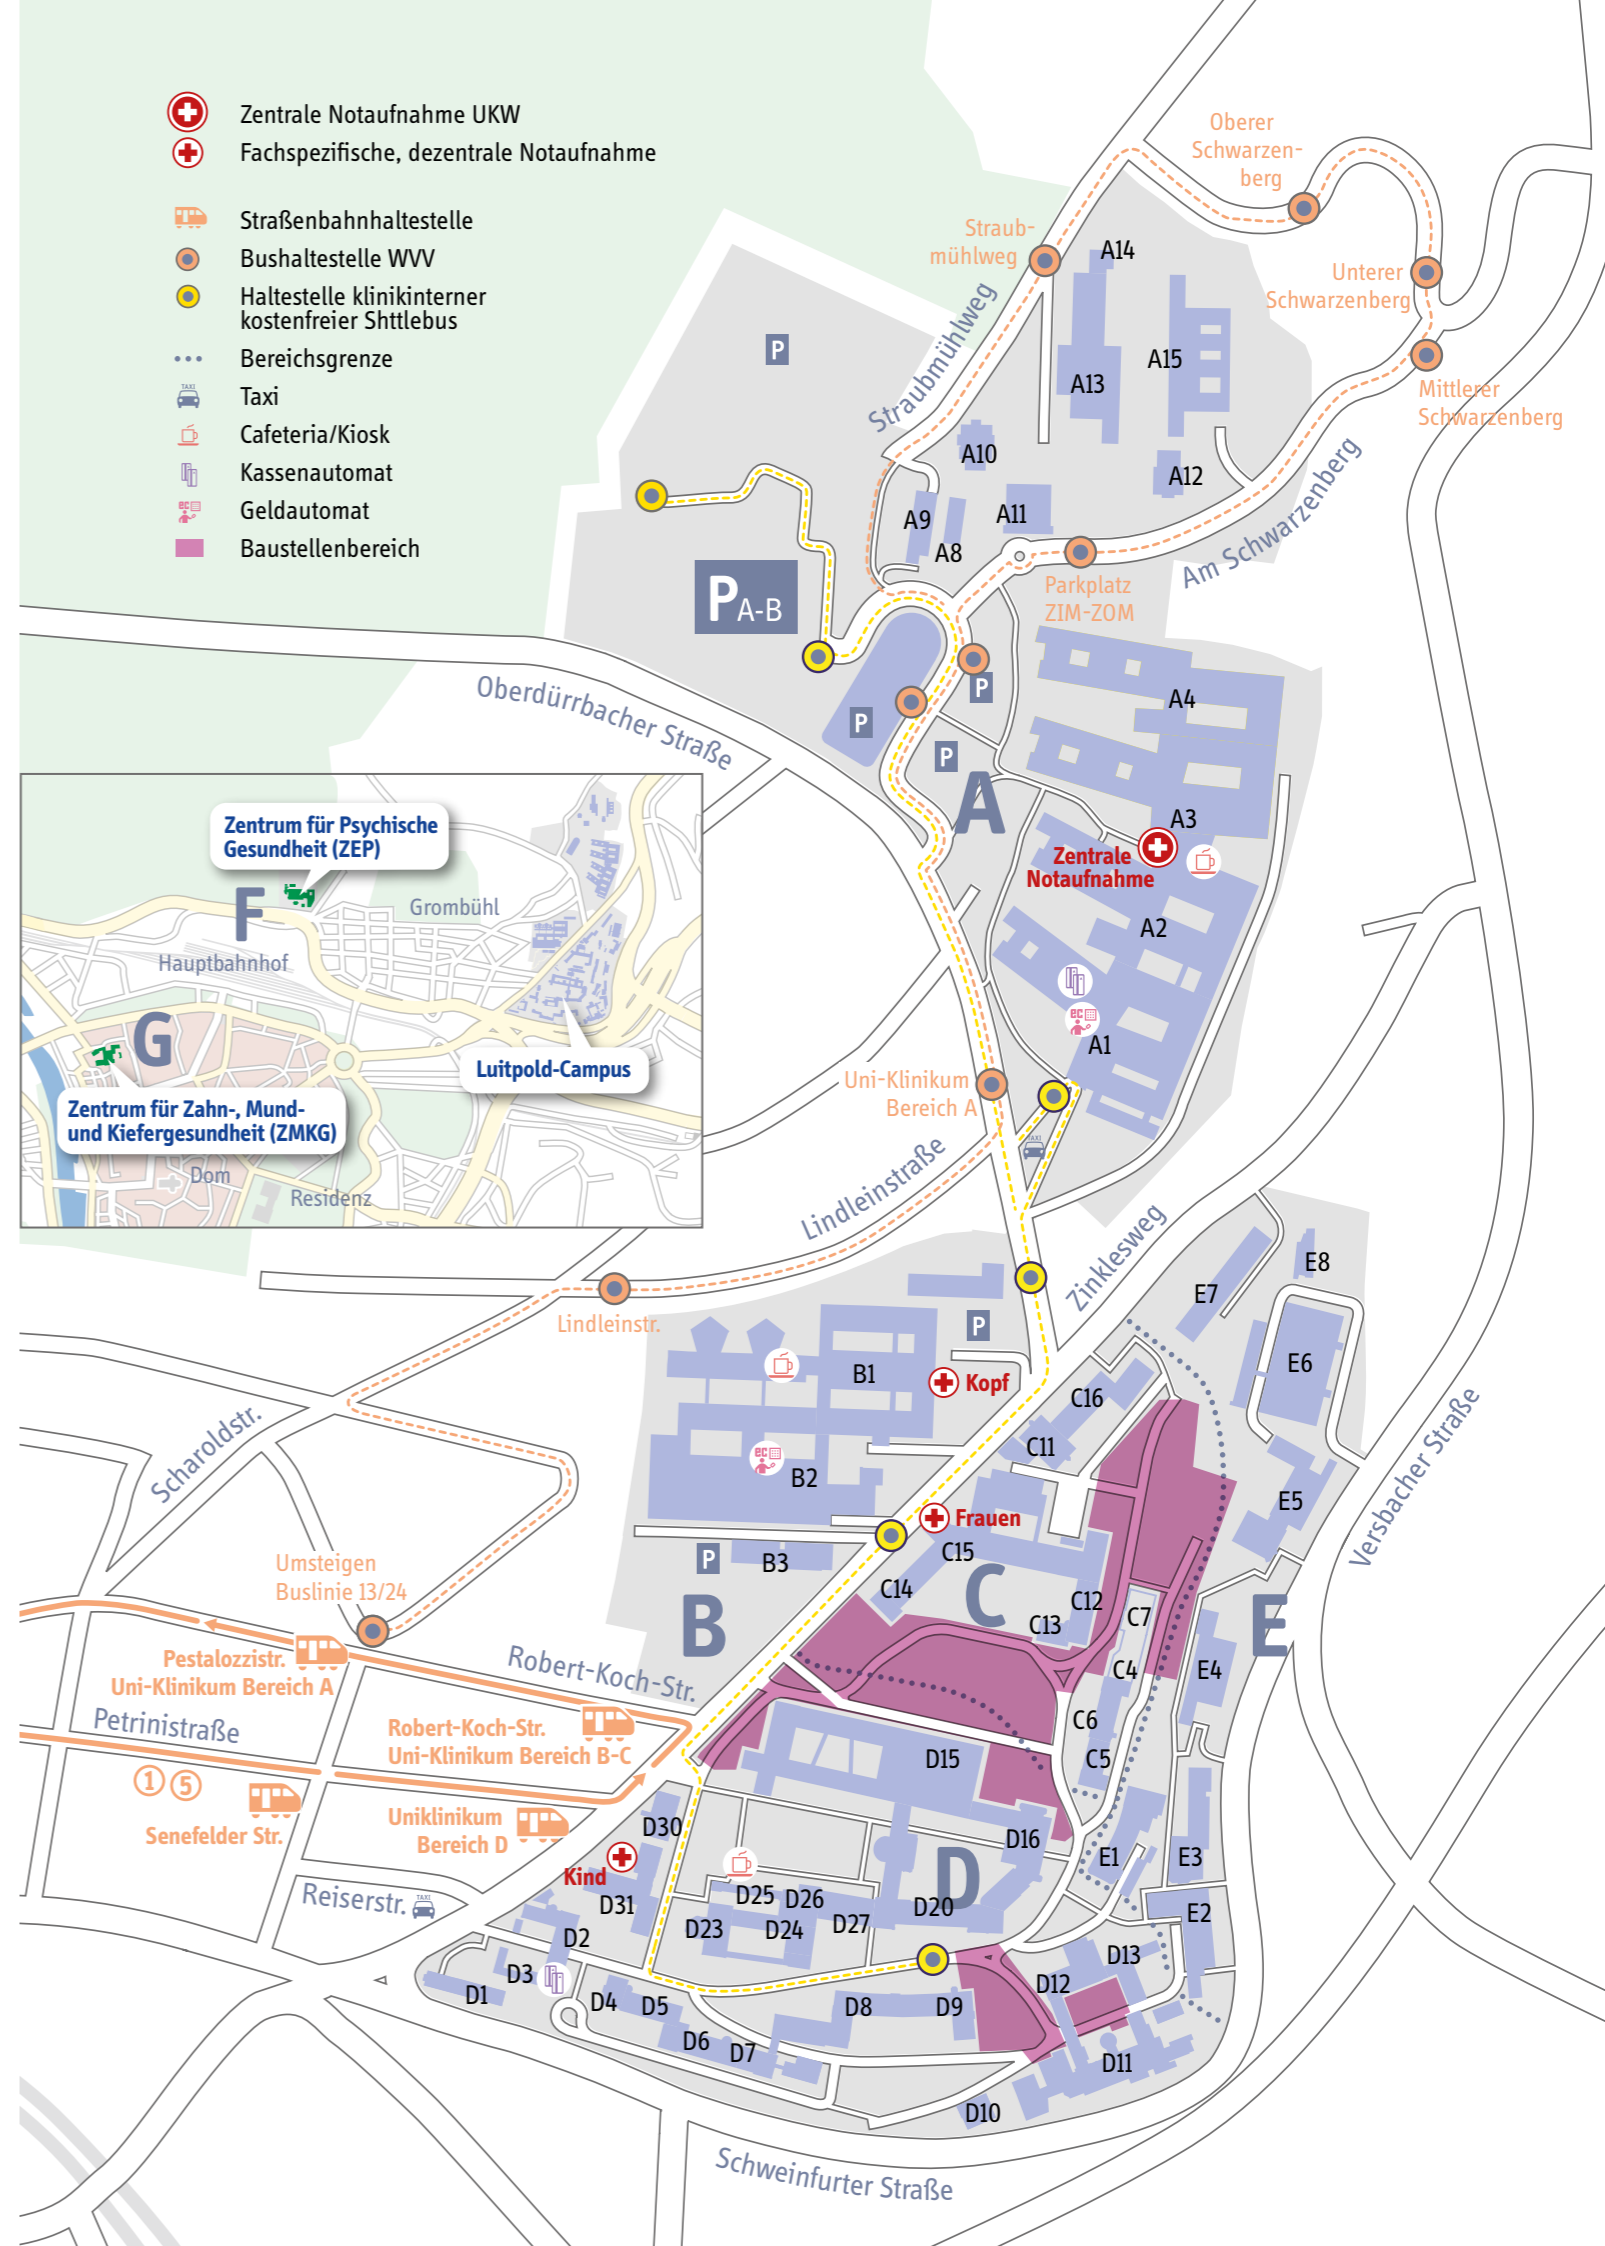 Zentrale Notaufnahme UKW
Fachspezifische, dezentrale Notaufnahme
Straßenbahnhaltestelle
Bushaltestelle WVV
Haltestelle klinikinterner
kostenfreier Shttlebus
Bereichsgrenze
TAXI
Taxi
Cafeteria/Kiosk
Kassenautomat
ec
Geldautomat
Baustellenbereich
Oberer
Schwarzen-
berg
Straub-
mühlweg
Unterer
Schwarzenberg
Mittlerer
Schwarzenberg
Straubmühlweg
Am Schwarzenberg
A14
A15
A13
A10
A12
A9
A11
A8
P
PA-B
Parkplatz
ZIM-ZOM
P
P
P
Oberdürrbacher Straße
A4
A
A3
Zentrale
Notaufnahme
A2
ec
A1
Uni-Klinikum
Bereich A
TAXI
Zentrum für Psychische
Gesundheit (ZEP)
F
Grombühl
Hauptbahnhof
G
Luitpold-Campus
Zentrum für Zahn-, Mund-
und Kiefergesundheit (ZMKG)
Dom
Residenz
Lindleinstraße
Zinklesweg
Lindleinstr.
E8
E7
P
E6
B1
Kopf
C16
C11
Scharoldstr.
ec
B2
E5
Versbacher Straße
Frauen
C15
P
B3
C14
C
C12
C7
C13
B
E
Umsteigen
Buslinie 13/24
Pestalozzistr.
Uni-Klinikum Bereich A
Robert-Koch-Str.
C4
E4
Petrinistraße
Robert-Koch-Str.
Uni-Klinikum Bereich B-C
C6
C5
D15
1
5
Senefelder Str.
Uniklinikum
Bereich D
D30
D16
E1
E3
Kind
D
Reiserstr.
TAXI
D31
D25
D26
D20
D23
D24
D27
E2
D2
D13
D3
D12
D1
D4
D5
D8
D9
D6
D7
D11
D10
Schweinfurter Straße